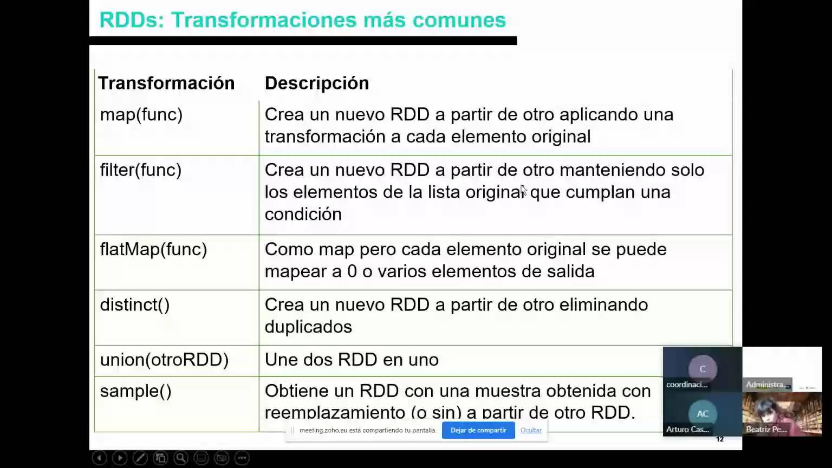 RDDs: Transformaciones más comunes
Transformación Descripción
map(func) Crea un nuevo RDD a partir de otro aplicando una
transformación a cada elemento original
filter(func) Crea un nuevo RDD a partir de otro manteniendo solo
los elementos de la lista original que cumplan una
condición
flatMap(func) Como map pero cada elemento original se puede
mapear a 0 o varios elementos de salida
distinct() Crea un nuevo RDD a partir de otro eliminando
duplicados
union(otroRDD) Une dos RDD en uno
sample() Obtiene un RDD con una muestra obtenida con
reemplazamiento (o sin) a partir de otro RDD.
meeting.zoho.eu está compartiendo tu pantalla.
Dejar de compartir
Ocultar
12
C
coordinaci...
Administra...
AC
Arturo Cas...
Beatriz Pe...